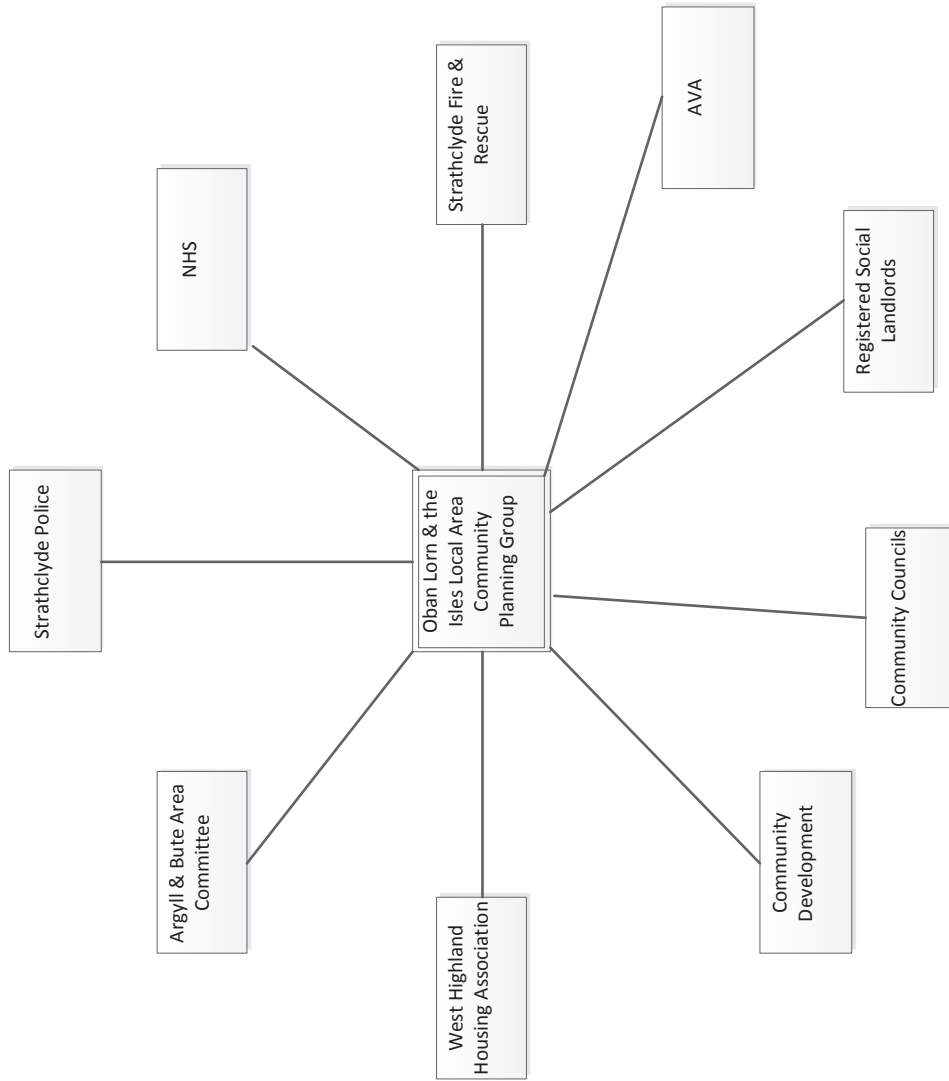 Strathclyde Police
Argyll & Bute Area
Committee
NHS
West Highland
Housing Association
Oban Lorn & the
Isles Local Area
Community
Planning Group
Strathclyde Fire &
Rescue
AVA
Community
Development
Registered Social
Landlords
Community Councils